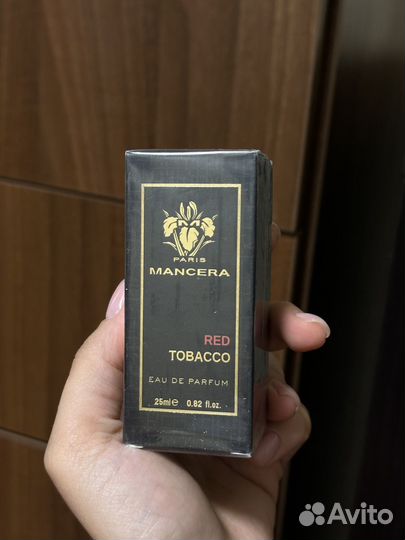 PARIS
MANCERA
RED
TOBACCO
EAU DE PARFUM
25ml e 0.82 fl.oz.
Avito